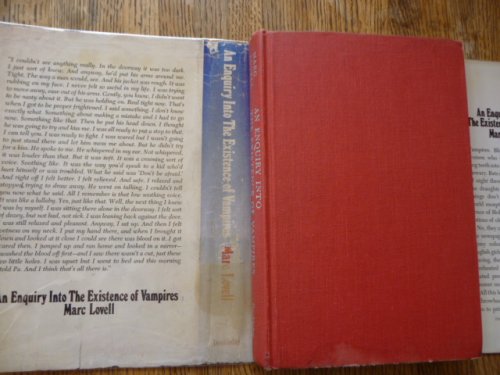 "I couldn't see anything really. In the doorway it was too dark.
I just sort of knew. And anyway, he'd put his arms around me.
Tight. The way a man would, see. And his jacket was rough. It was
rubbing on my face. I never felt so awful in my life. I was trying
to move away, ease out of his arms. Gently, you know. I didn't want
to be nasty about it. But he was holding on. Real tight now. That's
when I got to be proper frightened. I said something. I don't know
exactly what. Something about making a mistake and I had to go
now. Something like that. Then he put his head down. I thought
he was going to try and kiss me. I was all ready to put a stop to that,
I can tell you. I was ready to fight. I was scared but I wasn't going
to just stand there and let him mess me about. But he didn't try
for a kiss. He spoke to me. He whispered in my ear. Not whispered,
it was louder than that. But it was soft. It was a crooning sort of
voice. Soothing like. It was the way you'd speak to a kid who'd
hurt himself or was troubled. What he said was 'Don't be afraid.'
And right off I felt better. I felt relieved. And safe. I relaxed and
stopped trying to draw away. He went on talking. I couldn't tell
you now what he said. All I remember is that low soothing voice.
It was like a lullaby. Yes, just like that. Well, the next thing I knew
I was by myself. I was sitting there alone in the doorway. I felt sort
of dozy, but not bad, not sick. I was leaning back against the door.
I was still relaxed and pleasant. Anyway, I sat up. And then I felt
wetness on my neck. I put my hand there, and when I brought it
down and looked at it close I could see there was blood on it. I got
scared then. I jumped up and ran home and looked in a mirror—
washed the blood off first—and I saw there wasn't a cut, just these
two little holes. I was quiet but I went to bed and this morning
told Pa. And I think that's all there is."
An Enquiry Into The Existence of Vampires
Marc Lovell
An Enquiry Into The Existence of Vampires
Marc Lovell
Doubleday
MARC
AN ENQUIRY INTO
VAMPIRES
An Enqu
The Existence
Marc